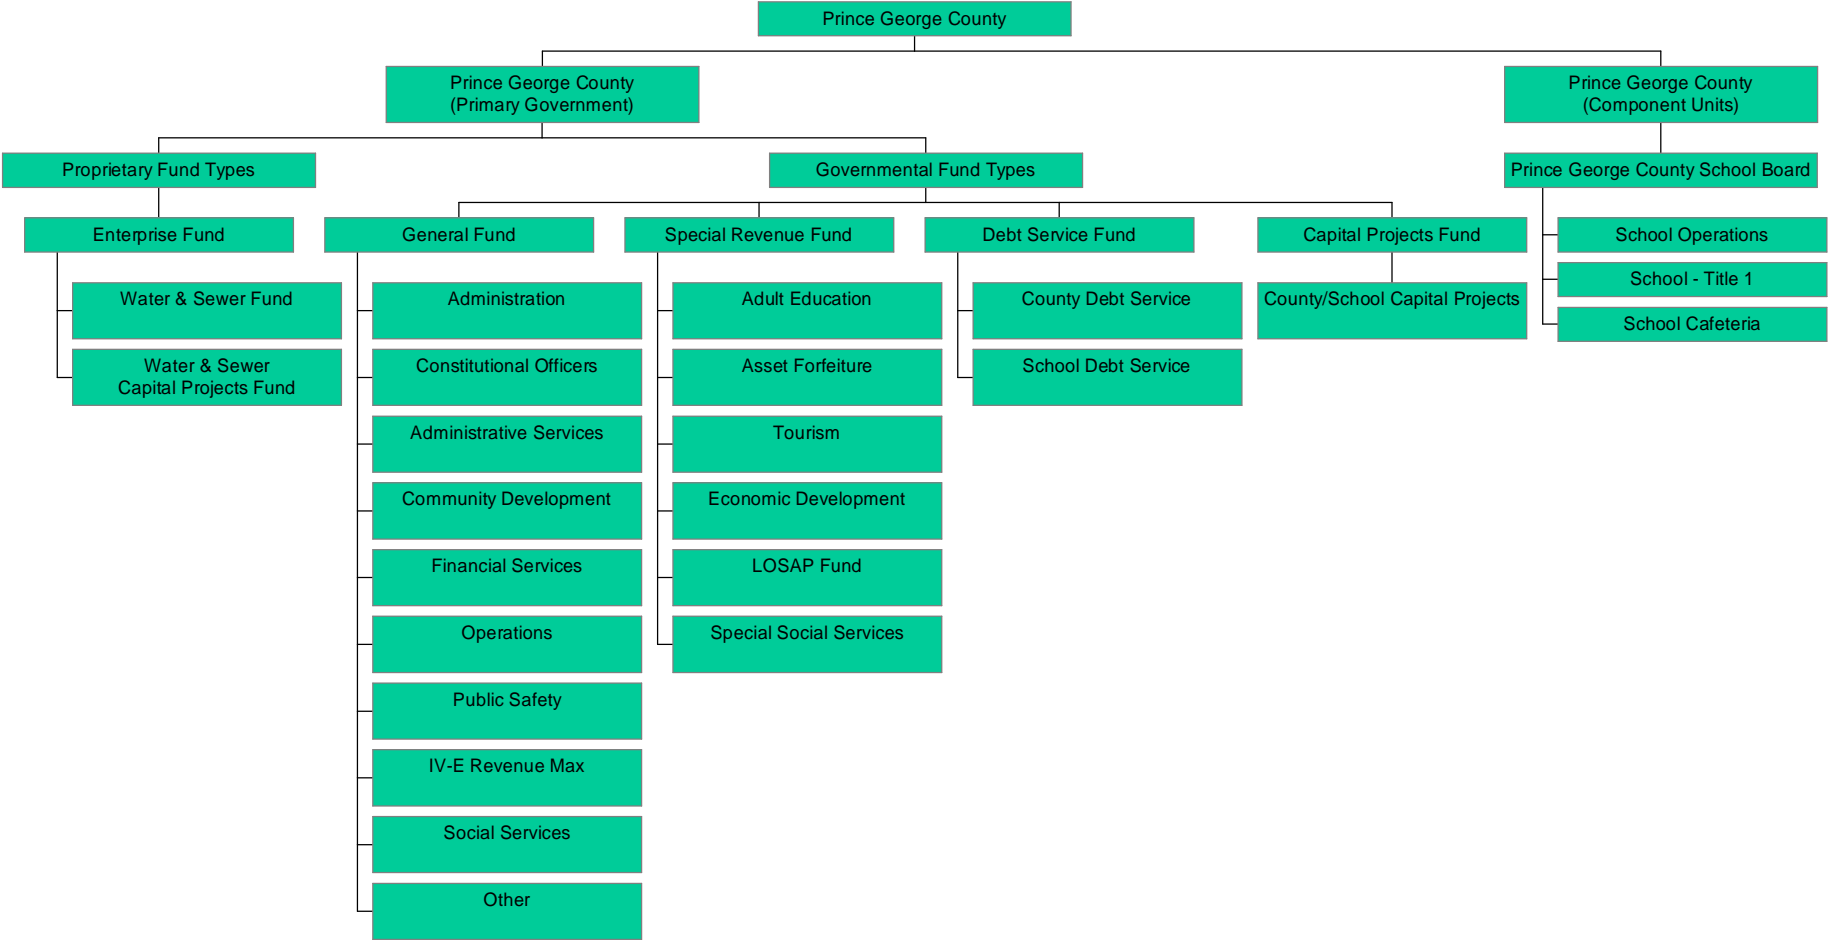 Prince George County
Prince George County
(Primary Government)
Prince George County
(Component Units)
Proprietary Fund Types
Governmental Fund Types
Prince George County School Board
Enterprise Fund
General Fund
Special Revenue Fund
Debt Service Fund
Capital Projects Fund
School Operations
School - Title 1
School Cafeteria
Water & Sewer Fund
Water & Sewer
Capital Projects Fund
Administration
Constitutional Officers
Administrative Services
Community Development
Financial Services
Operations
Public Safety
IV-E Revenue Max
Social Services
Other
Adult Education
Asset Forfeiture
Tourism
Economic Development
LOSAP Fund
Special Social Services
County Debt Service
School Debt Service
County/School Capital Projects